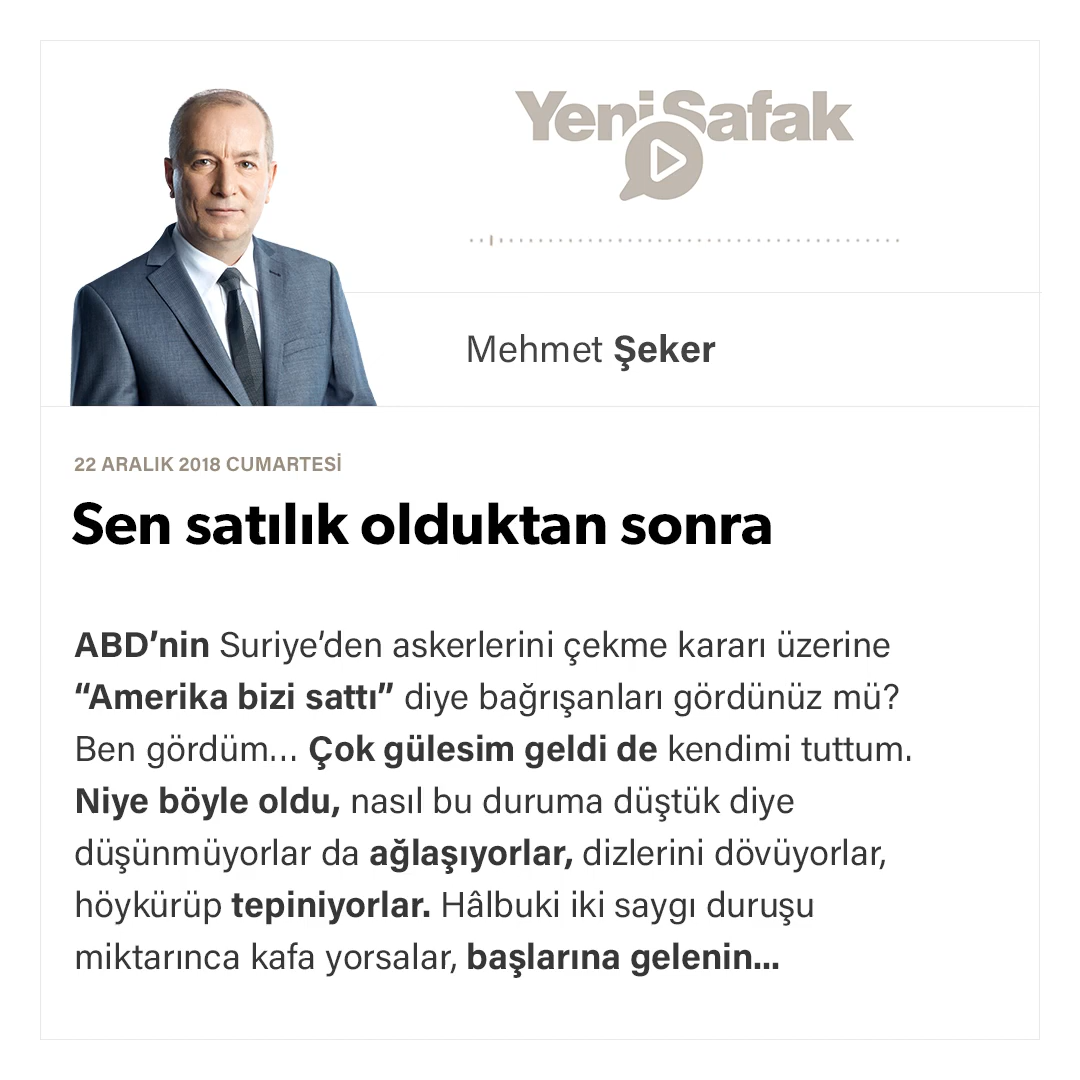 YeniŞafak
Mehmet Şeker
22 ARALIK 2018 CUMARTESİ
Sen satılık olduktan sonra
ABD’nin Suriye’den askerlerini çekme kararı üzerine
“Amerika bizi sattı” diye bağrışanları gördünüz mü?
Ben gördüm... Çok gülesim geldi de kendimi tuttum.
Niye böyle oldu, nasıl bu duruma düştük diye
düşünmüyorlar da ağlaşıyorlar, dizlerini dövüyorlar,
höykürüp tepiniyorlar. Hâlbuki iki saygı duruşu
miktarınca kafa yorsalar, başlarına gelenin...